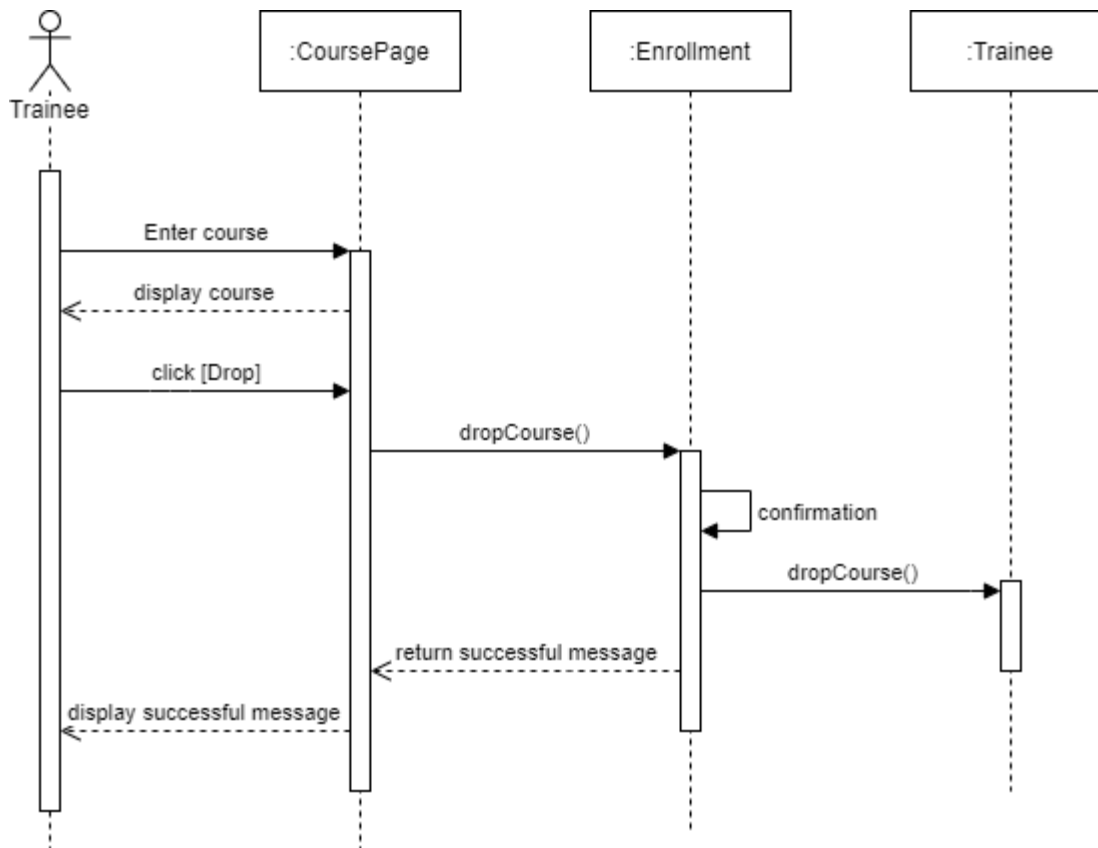 :CoursePage
:Enrollment
:Trainee
Trainee
Enter course
display course
click [Drop]
dropCourse()
confirmation
dropCourse()
return successful message
display successful message